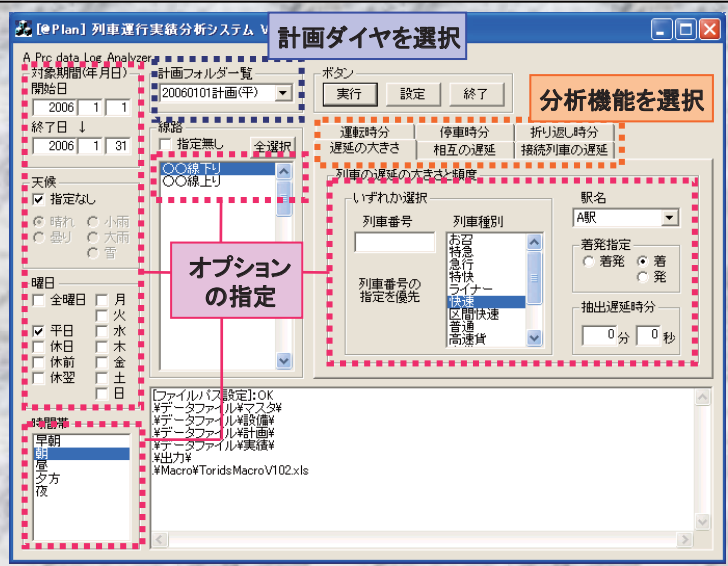 [@Plan] 列車運行実績分析システム V
計画ダイヤを選択
A Prc data Log Analyzer
対象期間(年月日)
開始日
2006 1 1
終了日 ↓
2006 1 31
計画フォルダ一覧
20060101計画(平)
ボタン
実行 設定 終了
分析機能を選択
線路
指定無し 全選択
○○線下り
○○線上り
運転時分 停車時分 折り返し時分
遅延の大きさ 相互の遅延 接続列車の遅延
天候
指定なし
晴れ 小雨
曇り 大雨
雪
列車の遅延の大きさと頻度
いずれか選択
列車番号
列車番号の
指定を優先
列車種別
お召
特急
急行
特快
ライナー
快速
区間快速
普通
高速貨
駅名
A駅
着発指定
着発 着
発
抽出遅延時分
0 分 0 秒
オプション
の指定
曜日
全曜日 月
火
平日 水
休日 木
休前 金
休翌 土
日
時間帯
早朝
朝
昼
夕方
夜
[ファイルパス設定]:OK
.¥データファイル¥マスタ¥
.¥データファイル¥設備¥
.¥データファイル¥計画¥
.¥データファイル¥実績¥
.¥出力¥
.¥Macro¥ToridsMacroV102.xls